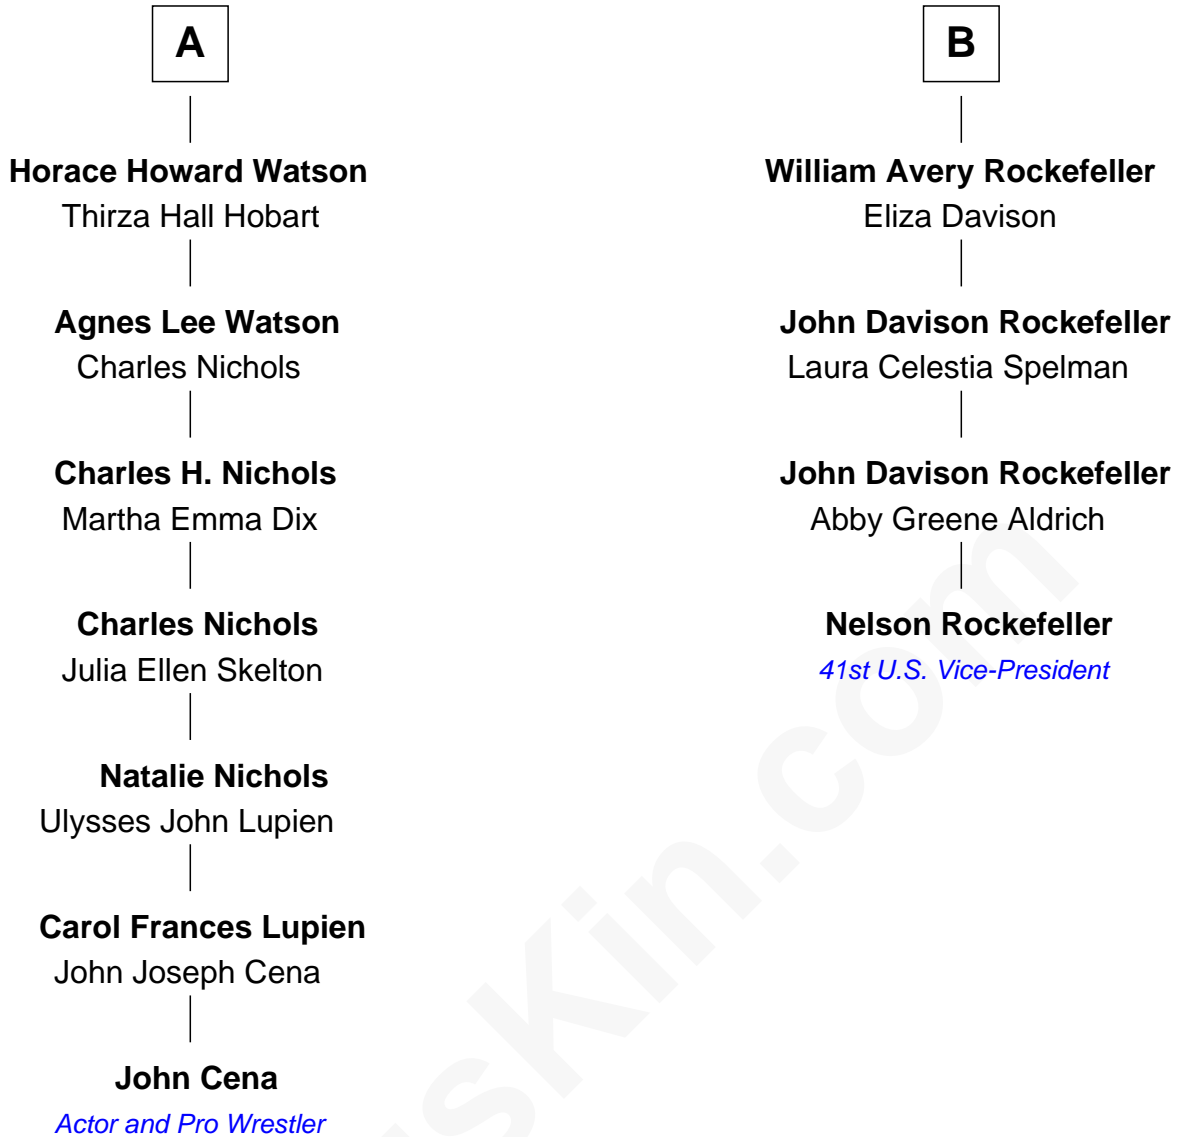 A
Horace Howard Watson
Thirza Hall Hobart
Agnes Lee Watson
Charles Nichols
Charles H. Nichols
Martha Emma Dix
Charles Nichols
Julia Ellen Skelton
Natalie Nichols
Ulysses John Lupien
Carol Frances Lupien
John Joseph Cena
John Cena
Actor and Pro Wrestler
B
William Avery Rockefeller
Eliza Davison
John Davison Rockefeller
Laura Celestia Spelman
John Davison Rockefeller
Abby Greene Aldrich
Nelson Rockefeller
41st U.S. Vice-President
sKin.com